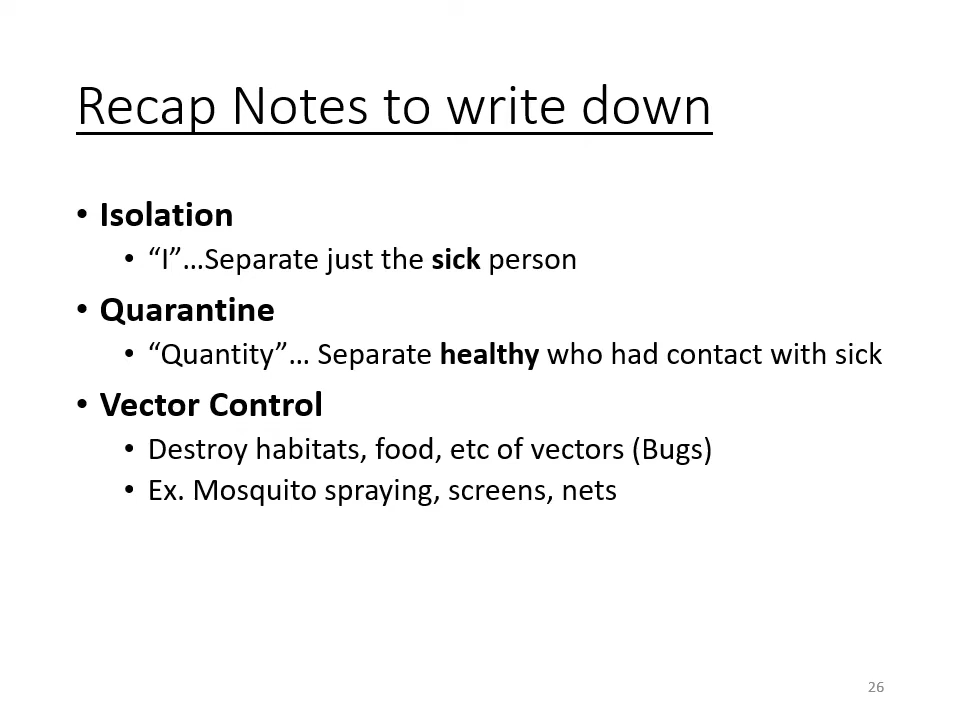 Recap Notes to write down
• Isolation
• “I”…Separate just the sick person
• Quarantine
• “Quantity”… Separate healthy who had contact with sick
• Vector Control
• Destroy habitats, food, etc of vectors (Bugs)
• Ex. Mosquito spraying, screens, nets
26